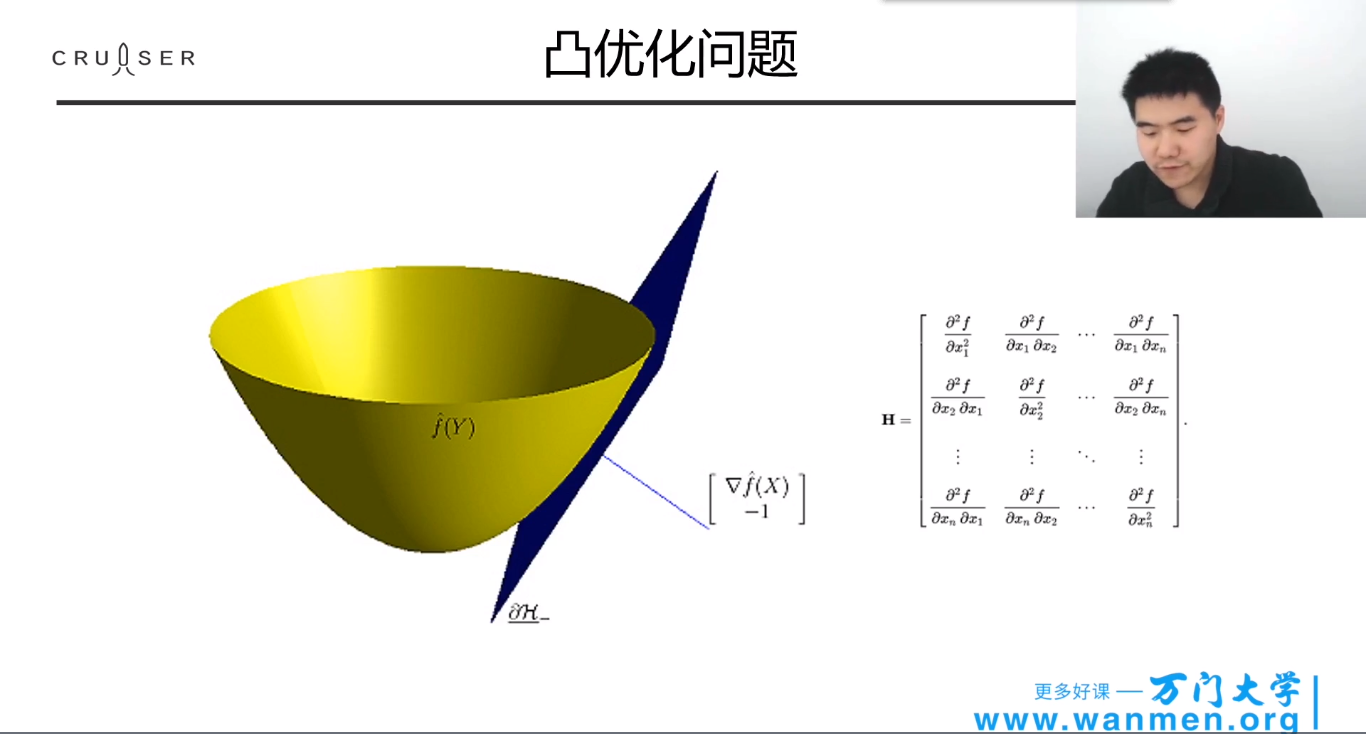 CRUISER
凸优化问题
$\hat{f}(Y)$
$\begin{bmatrix} \nabla \hat{f}(X) \\ -1 \end{bmatrix}$
$\underline{\partial \mathcal{H}}_{-}$
$\mathbf{H} = \begin{bmatrix} \frac{\partial^2 f}{\partial x_1^2} & \frac{\partial^2 f}{\partial x_1 \, \partial x_2} & \cdots & \frac{\partial^2 f}{\partial x_1 \, \partial x_n} \\ \frac{\partial^2 f}{\partial x_2 \, \partial x_1} & \frac{\partial^2 f}{\partial x_2^2} & \cdots & \frac{\partial^2 f}{\partial x_2 \, \partial x_n} \\ \vdots & \vdots & \ddots & \vdots \\ \frac{\partial^2 f}{\partial x_n \, \partial x_1} & \frac{\partial^2 f}{\partial x_n \, \partial x_2} & \cdots & \frac{\partial^2 f}{\partial x_n^2} \end{bmatrix}.$
更多好课 — 万门大学
www.wanmen.org